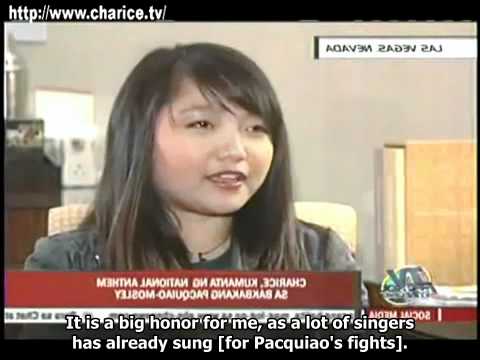 http://www.charice.tv/
LAS VEGAS, NEVADA
CHARICE, KUMANTA NG NATIONAL ANTHEM
SA BAKBAKANG PACQUIAO-MOSLEY
SOCIAL MEDIA
It is a big honor for me, as a lot of singers
has already sung [for Pacquiao's fights].